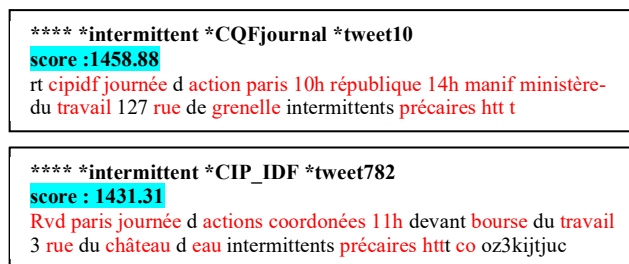 **** *intermittent *CQFjournal *tweet10
score :1458.88
rt cipidf journée d action paris 10h république 14h manif ministère-
du travail 127 rue de grenelle intermittents précaires htt t
**** *intermittent *CIP_IDF *tweet782
score : 1431.31
Rvd paris journée d actions coordonées 11h devant bourse du travail
3 rue du château d eau intermittents précaires httt co oz3kijtjuc